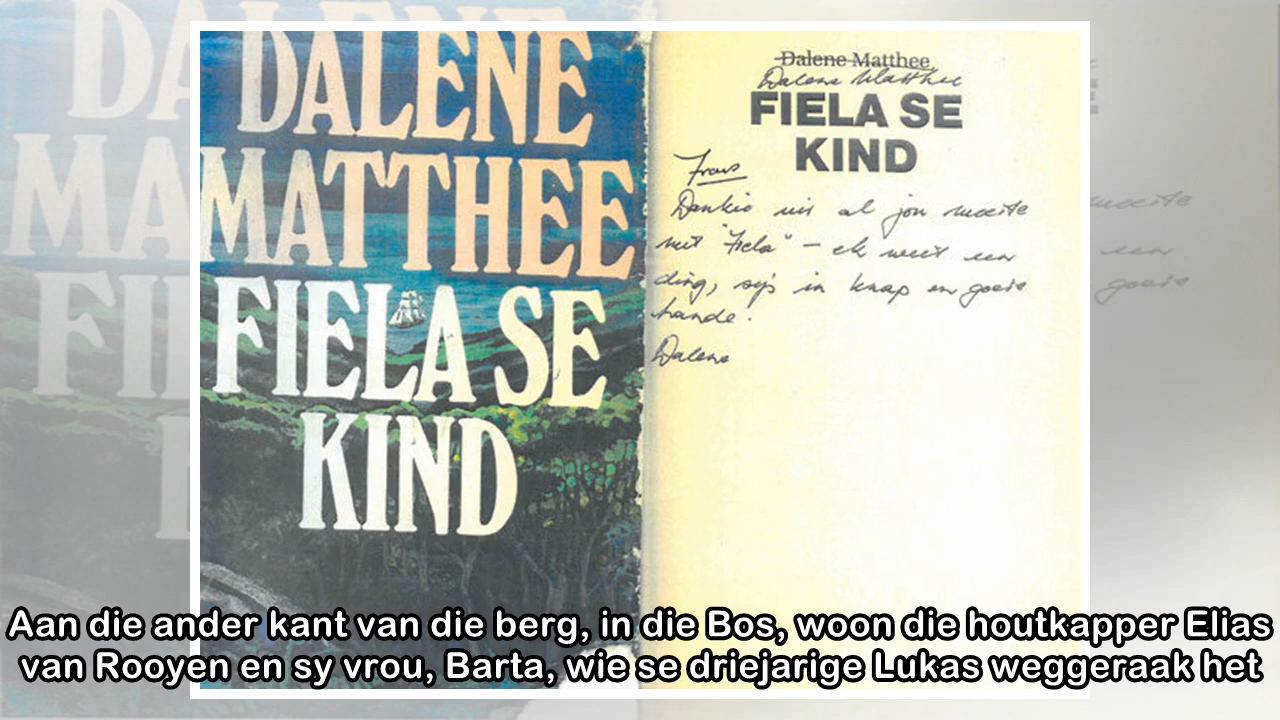 DALENE
MATTHEE
FIELA SE
KIND
Dalene Matthee
Dalene Matthee
FIELA SE
KIND
Frans
Dankie vir al jou moeite
met "Fiela" – ek weet een
ding, sy's in knap en goeie
hande.
Dalene
Aan die ander kant van die berg, in die Bos, woon die houtkapper Elias
van Rooyen en sy vrou, Barta, wie se driejarige Lukas weggeraak het